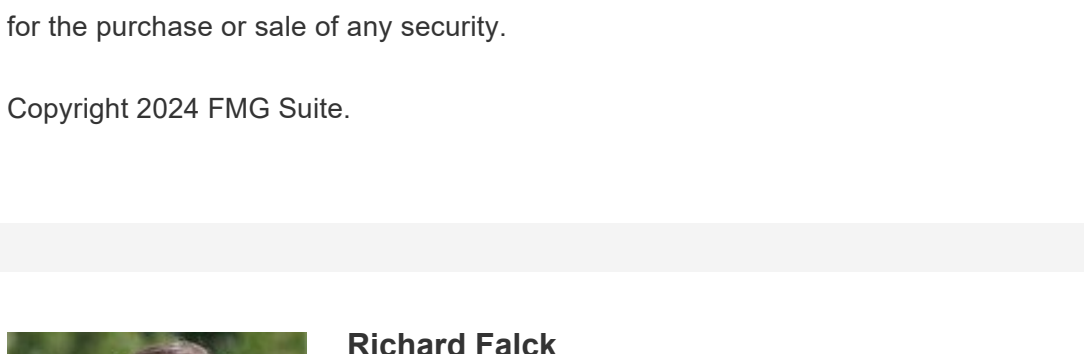 for the purchase or sale of any security.
Copyright 2024 FMG Suite.
Richard Falck